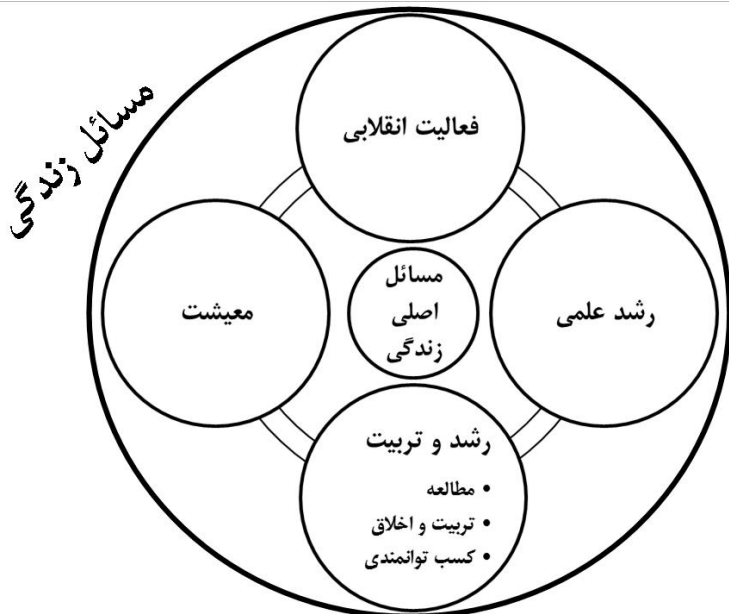 مسائل زندگی
فعالیت انقلابی
رشد علمی
مسائل
اصلی
زندگی
معیشت
رشد و تربیت
• مطالعه
• تربیت و اخلاق
• کسب توانمندی